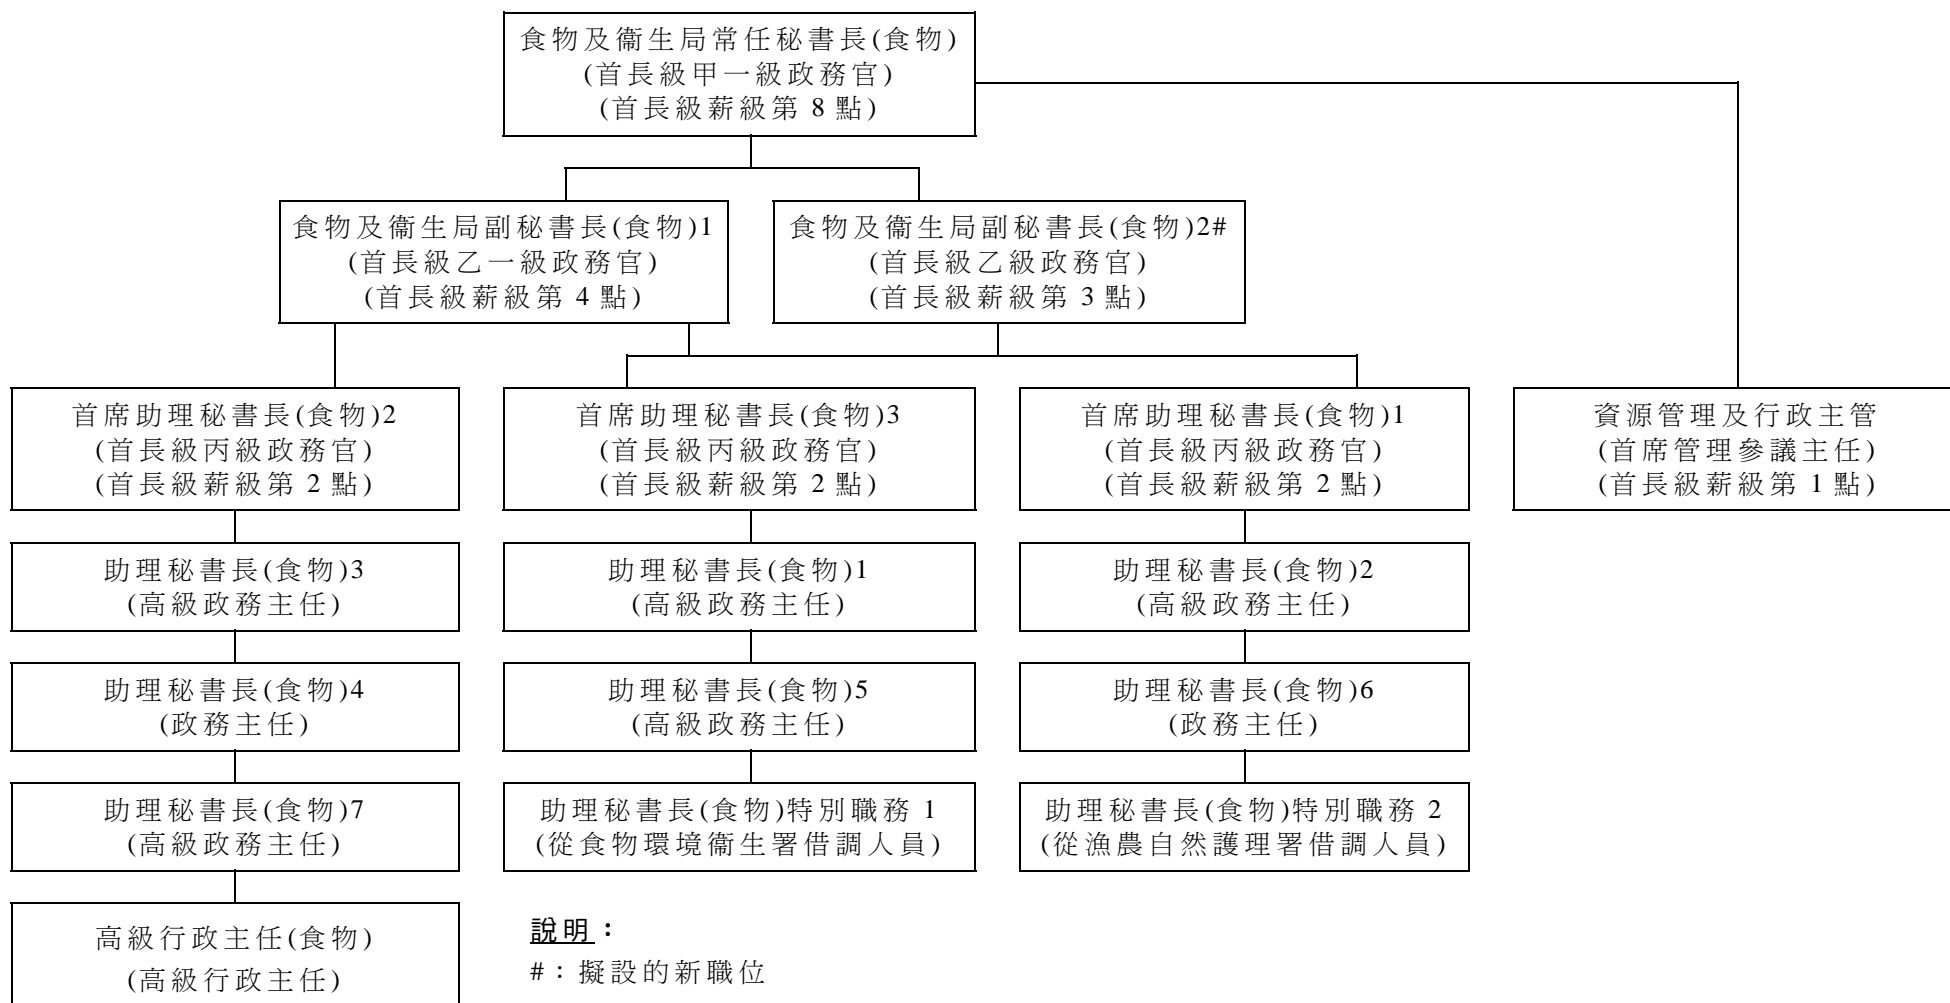 食物及衞生局常任秘書長(食物)
(首長級甲一級政務官)
(首長級薪級第 8 點)
食物及衞生局副秘書長(食物)1
(首長級乙一級政務官)
(首長級薪級第 4 點)
食物及衞生局副秘書長(食物)2#
(首長級乙級政務官)
(首長級薪級第 3 點)
首席助理秘書長(食物)2
(首長級丙級政務官)
(首長級薪級第 2 點)
首席助理秘書長(食物)3
(首長級丙級政務官)
(首長級薪級第 2 點)
首席助理秘書長(食物)1
(首長級丙級政務官)
(首長級薪級第 2 點)
資源管理及行政主管
(首席管理參議主任)
(首長級薪級第 1 點)
助理秘書長(食物)3
(高級政務主任)
助理秘書長(食物)1
(高級政務主任)
助理秘書長(食物)2
(高級政務主任)
助理秘書長(食物)4
(政務主任)
助理秘書長(食物)5
(高級政務主任)
助理秘書長(食物)6
(政務主任)
助理秘書長(食物)7
(高級政務主任)
助理秘書長(食物)特別職務 1
(從食物環境衞生署借調人員)
助理秘書長(食物)特別職務 2
(從漁農自然護理署借調人員)
高級行政主任(食物)
(高級行政主任)
說明：
#：擬設的新職位